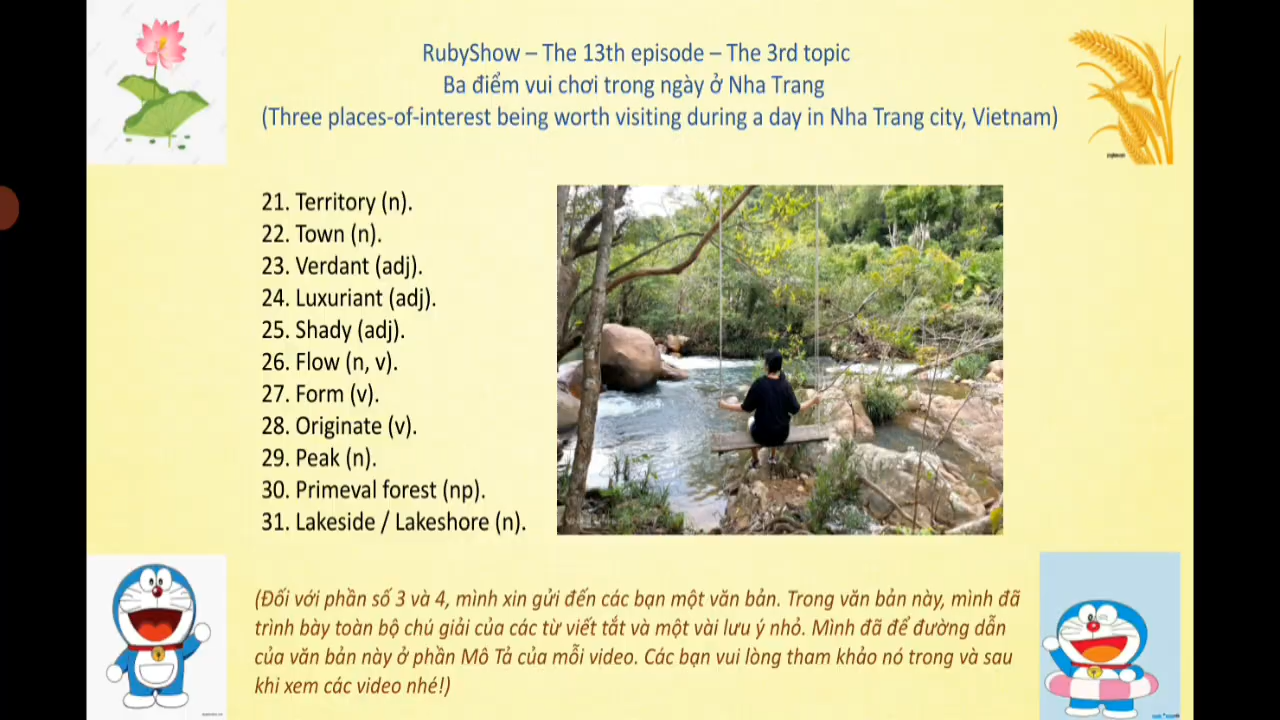 RubyShow – The 13th episode – The 3rd topic
Ba điểm vui chơi trong ngày ở Nha Trang
(Three places-of-interest being worth visiting during a day in Nha Trang city, Vietnam)
21. Territory (n).
22. Town (n).
23. Verdant (adj).
24. Luxuriant (adj).
25. Shady (adj).
26. Flow (n, v).
27. Form (v).
28. Originate (v).
29. Peak (n).
30. Primeval forest (np).
31. Lakeside / Lakeshore (n).
(Đối với phần số 3 và 4, mình xin gửi đến các bạn một văn bản. Trong văn bản này, mình đã
trình bày toàn bộ chú giải của các từ viết tắt và một vài lưu ý nhỏ. Mình đã để đường dẫn
của văn bản này ở phần Mô Tả của mỗi video. Các bạn vui lòng tham khảo nó trong và sau
khi xem các video nhé!)